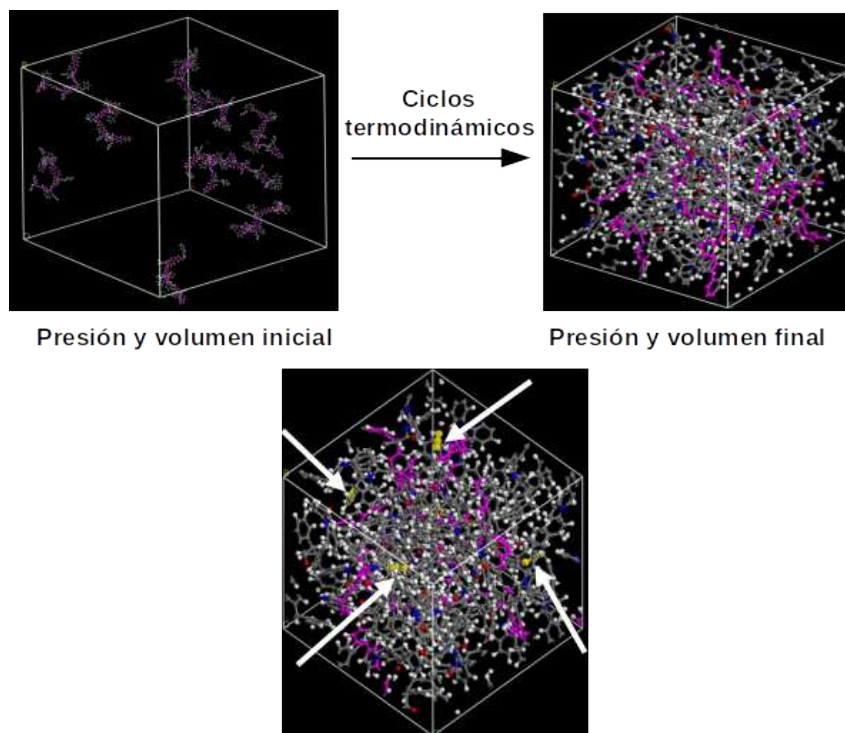 Ciclos
termodinámicos
Presión y volumen inicial
Presión y volumen final